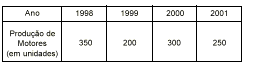 Ano 1998 1999 2000 2001
Produção de
Motores
(em unidades) 350 200 300 250